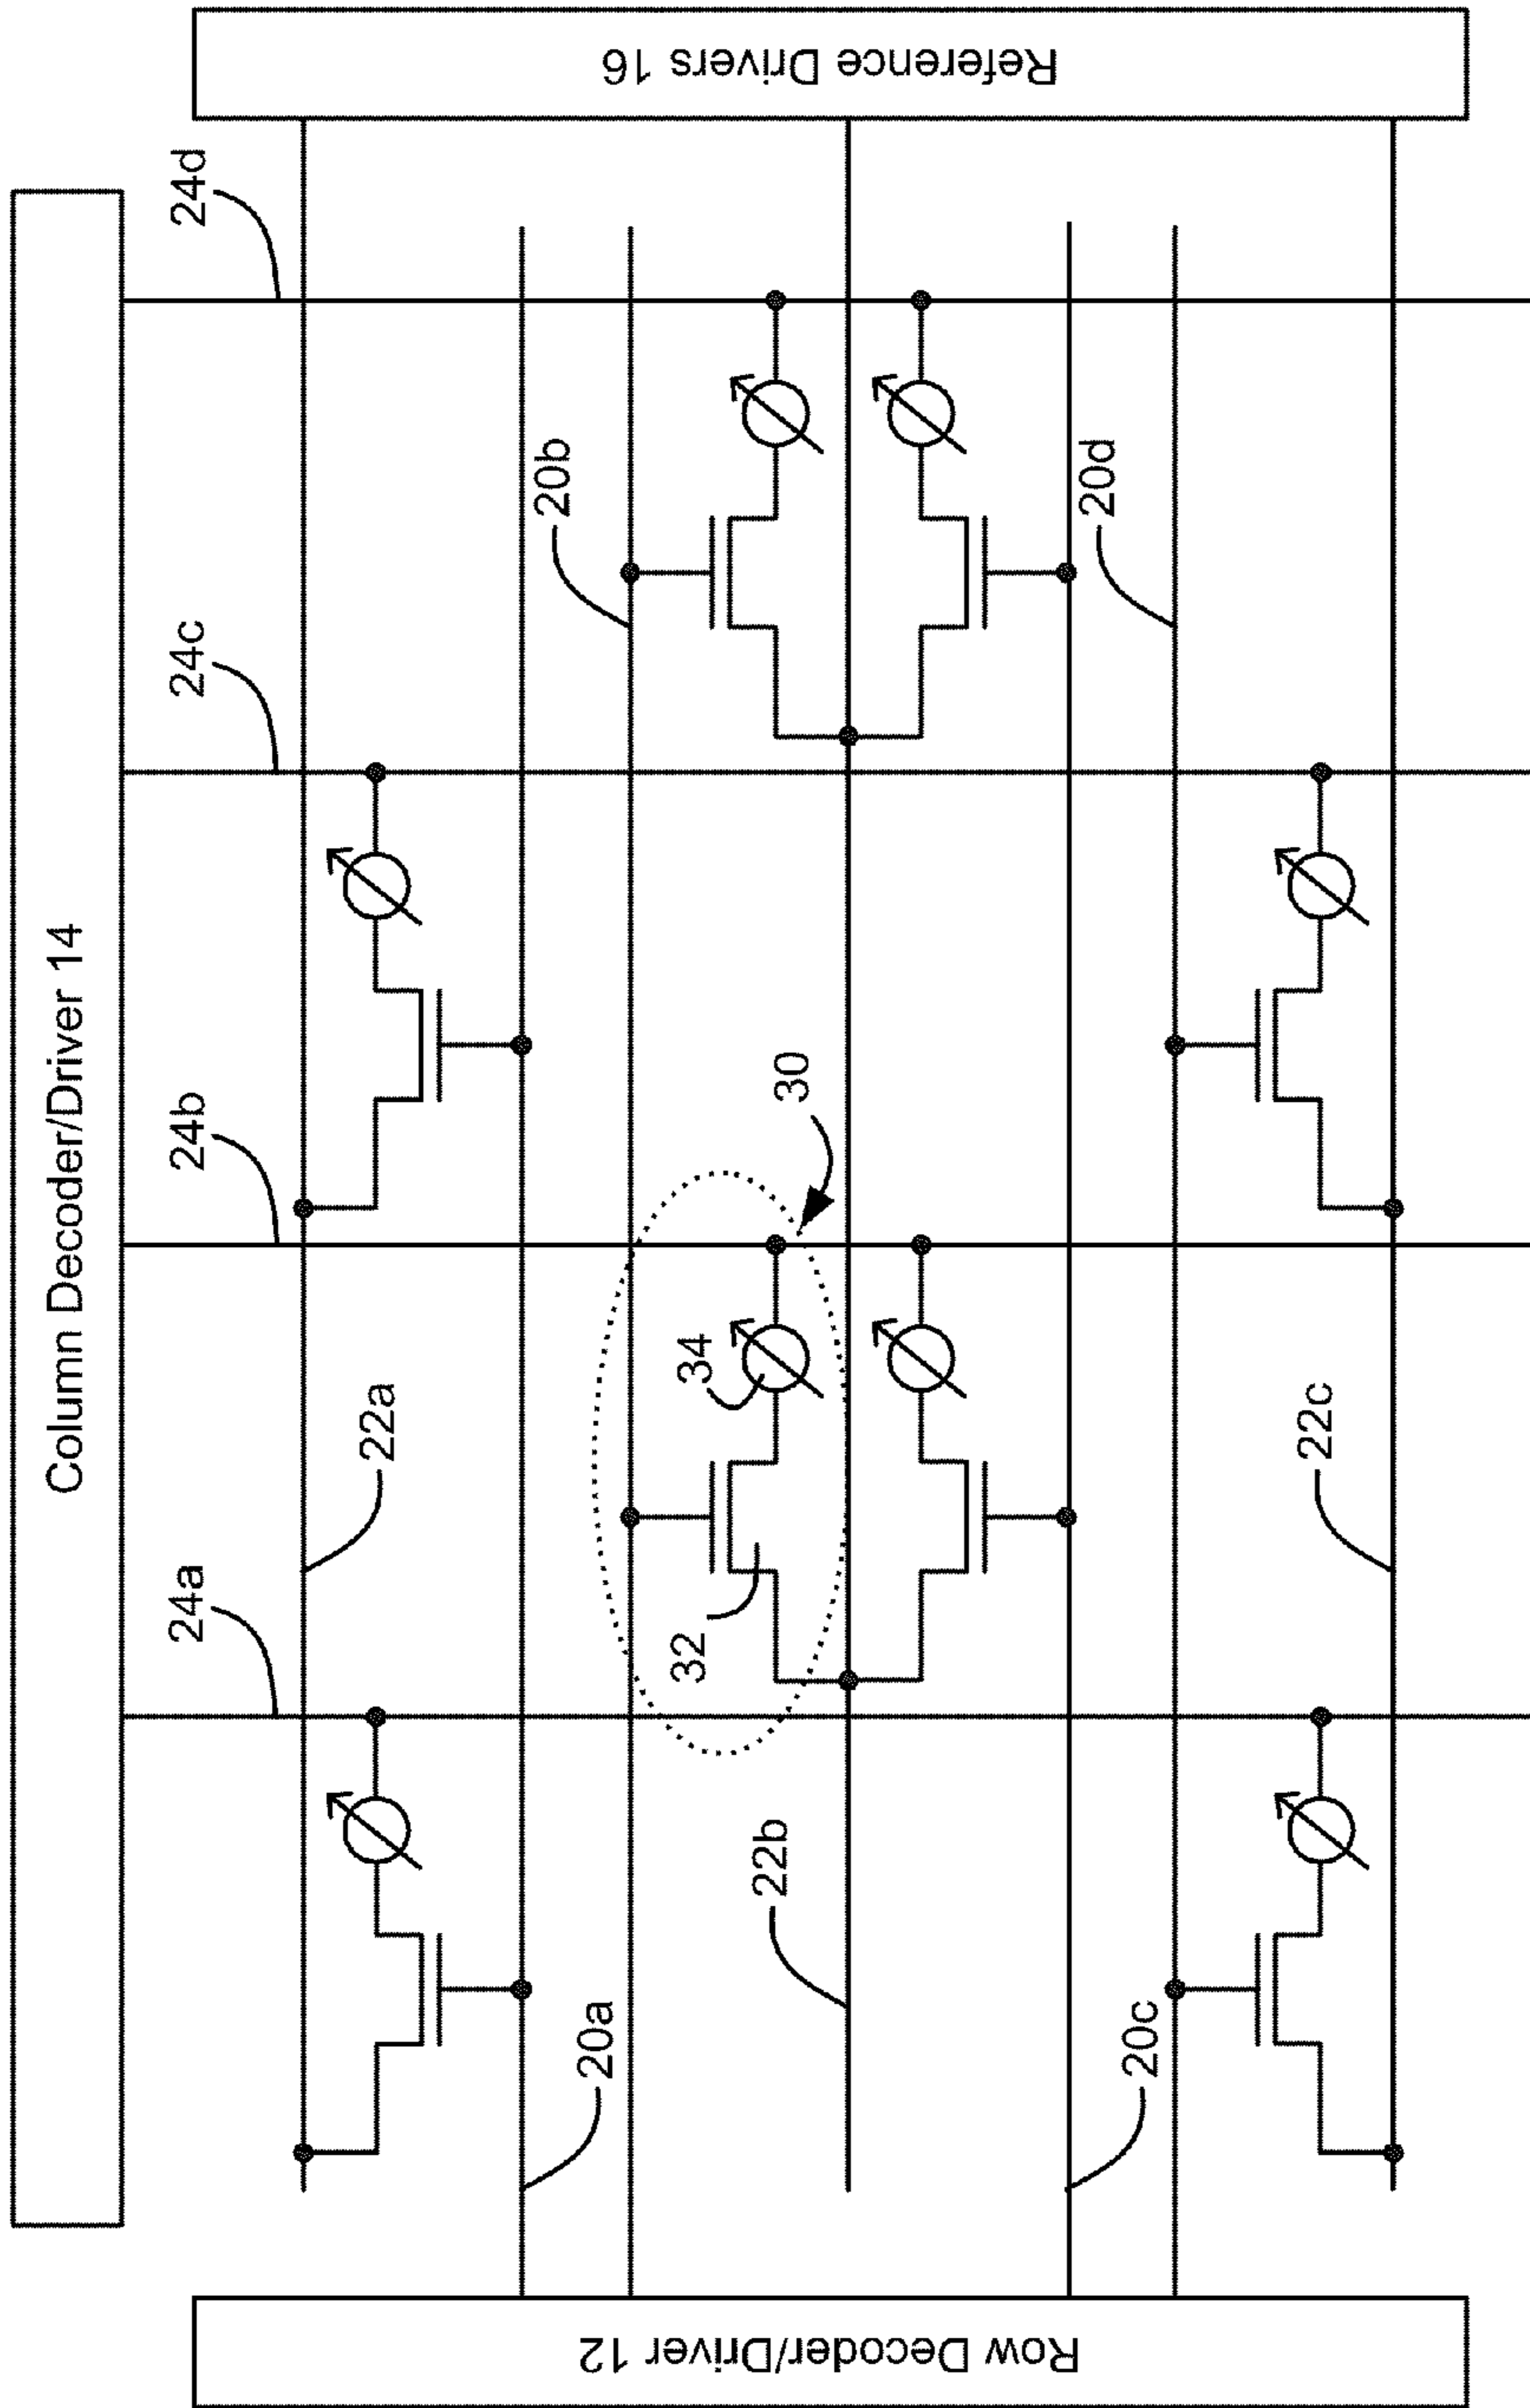 Column Decoder/Driver 14
Reference Drivers 16
Row Decoder/Driver 12
24a
24b
24c
24d
22a
20b
30
34
32
20a
22b
20d
20c
22c